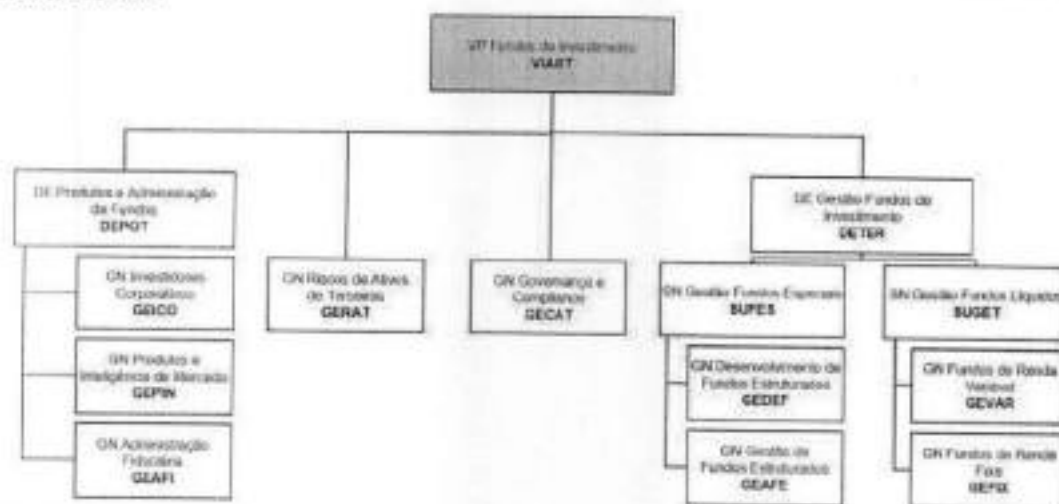 VP Fundos de Investimento
VIART
DE Produtos e Administração
de Fundos
DEPOT
GN Investidores
Corporativos
GEICO
GN Produtos e
Inteligência de Mercado
GEPIN
GN Administração
Fiduciária
GEAFI
GN Riscos de Ativos
de Terceiros
GERAT
GN Governança e
Compliance
GECAT
DE Gestão Fundos de
Investimento
DETER
GN Gestão Fundos Especiais
SUFES
GN Desenvolvimento de
Fundos Estruturados
GEDEF
GN Gestão de
Fundos Estruturados
GEAFE
GN Gestão Fundos Líquidos
SUGET
GN Fundos de Renda
Variável
GEVAR
GN Fundos de Renda
Fixa
GEFIX